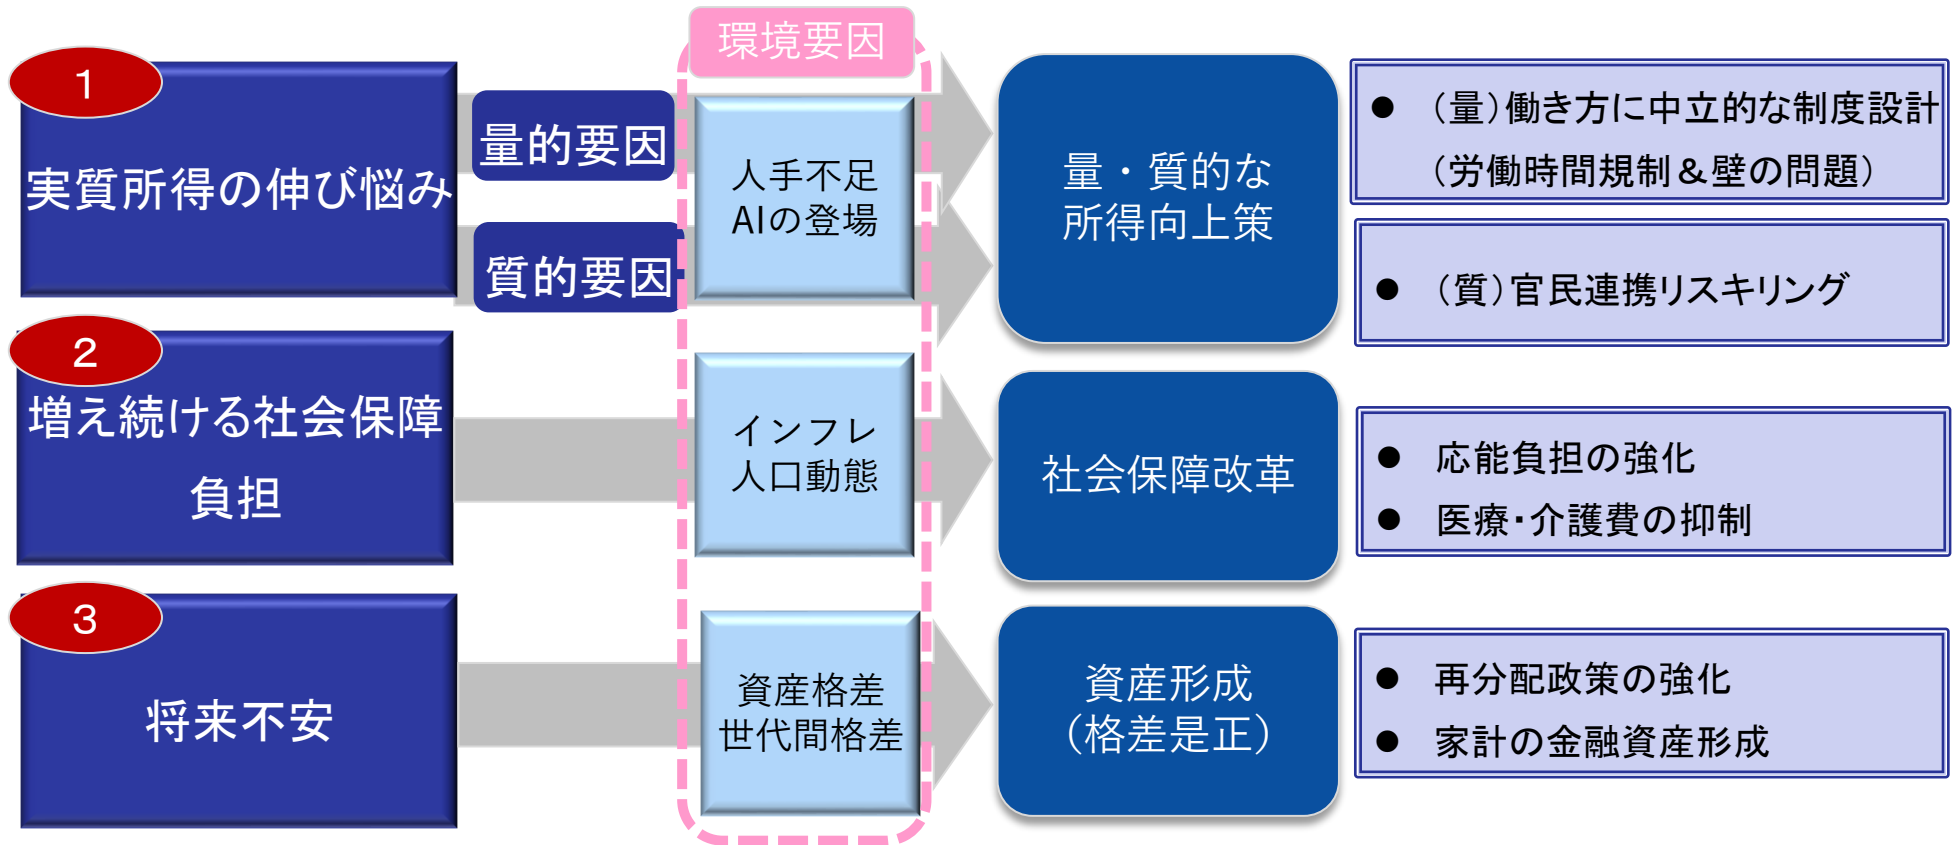 環境要因
１
実質所得の伸び悩み
量的要因
質的要因
人手不足
AIの登場
量・質的な
所得向上策
● （量）働き方に中立的な制度設計
（労働時間規制＆壁の問題）
● （質）官民連携リスキリング
２
増え続ける社会保障
負担
インフレ
人口動態
社会保障改革
● 応能負担の強化
● 医療・介護費の抑制
３
将来不安
資産格差
世代間格差
資産形成
（格差是正）
● 再分配政策の強化
● 家計の金融資産形成